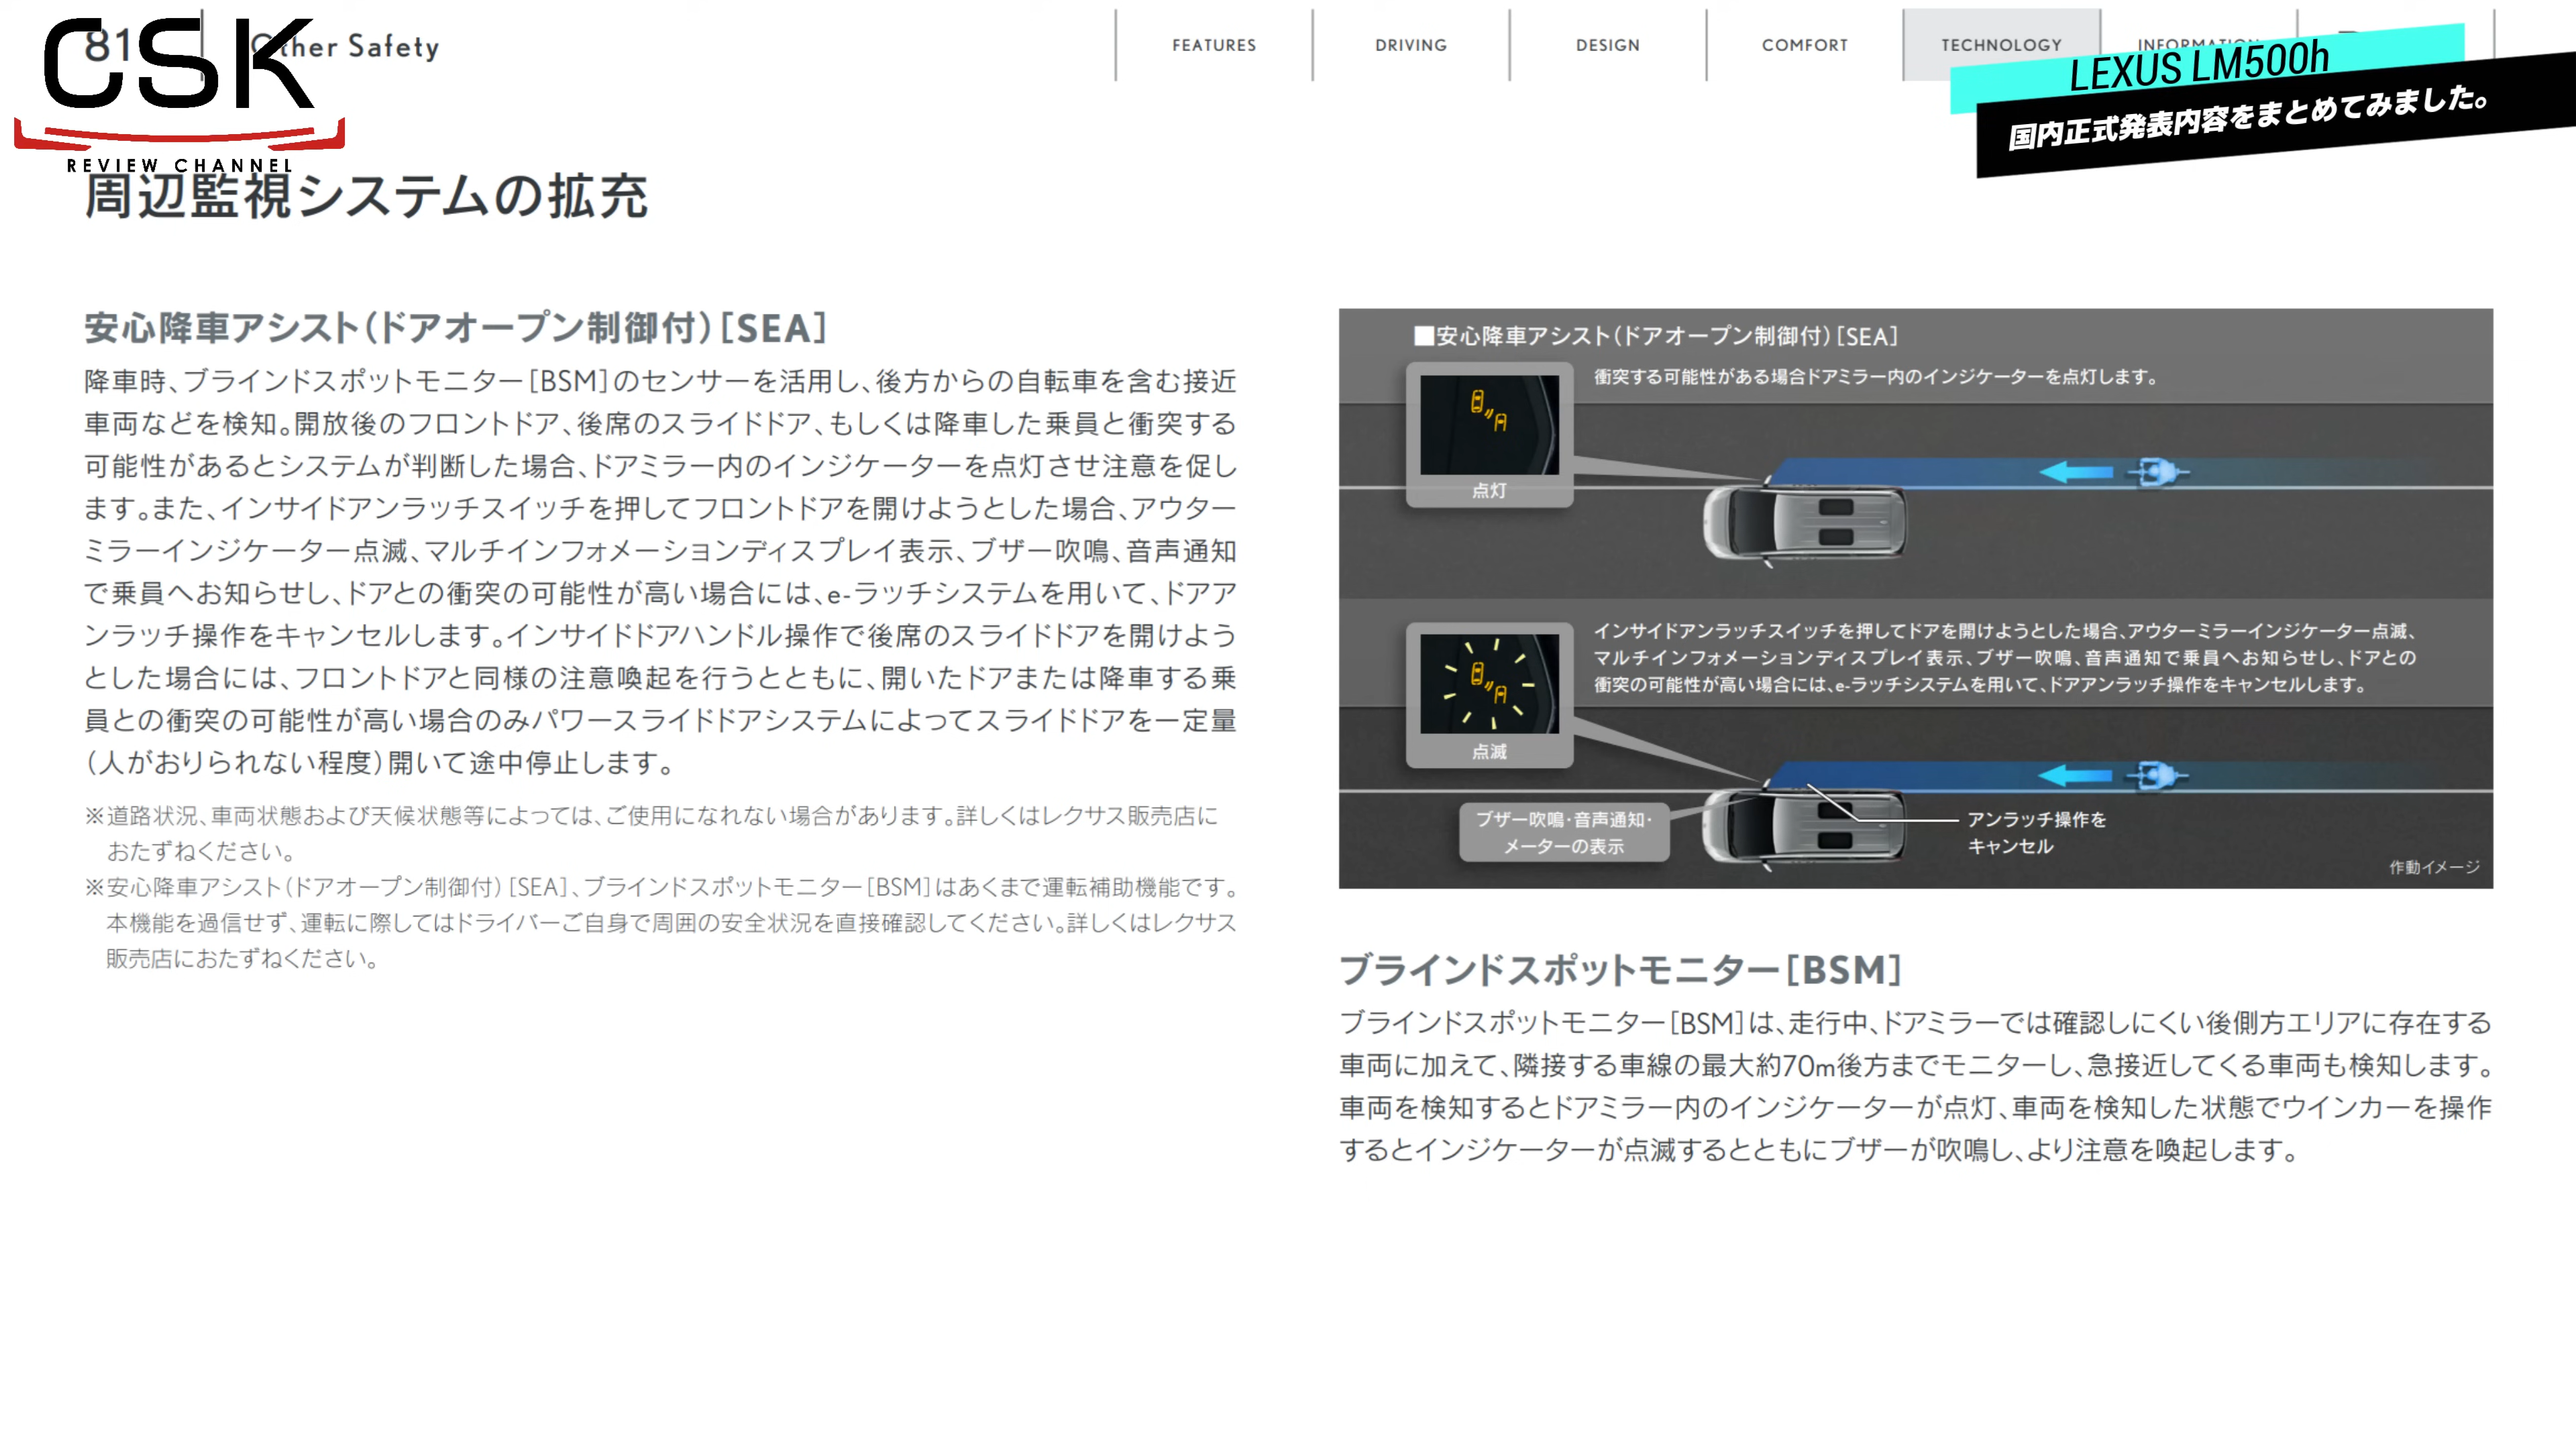 CSK
REVIEW CHANNEL
81
Other Safety
FEATURES
DRIVING
DESIGN
COMFORT
TECHNOLOGY
INFORMATION
LEXUS LM500h
国内正式発表内容をまとめてみました。
周辺監視システムの拡充
安心降車アシスト（ドアオープン制御付）［SEA］
降車時、ブラインドスポットモニター［BSM］のセンサーを活用し、後方からの自転車を含む接近
車両などを検知。開放後のフロントドア、後席のスライドドア、もしくは降車した乗員と衝突する
可能性があるとシステムが判断した場合、ドアミラー内のインジケーターを点灯させ注意を促し
ます。また、インサイドアンラッチスイッチを押してフロントドアを開けようとした場合、アウター
ミラーインジケーター点滅、マルチインフォメーションディスプレイ表示、ブザー吹鳴、音声通知
で乗員へお知らせし、ドアとの衝突の可能性が高い場合には、e-ラッチシステムを用いて、ドアア
ンラッチ操作をキャンセルします。インサイドドアハンドル操作で後席のスライドドアを開けよう
とした場合には、フロントドアと同様の注意喚起を行うとともに、開いたドアまたは降車する乗
員との衝突の可能性が高い場合のみパワースライドドアシステムによってスライドドアを一定量
（人がおりられない程度）開いて途中停止します。
※道路状況、車両状態および天候状態等によっては、ご使用になれない場合があります。詳しくはレクサス販売店に
おたずねください。
※安心降車アシスト（ドアオープン制御付）［SEA］、ブラインドスポットモニター［BSM］はあくまで運転補助機能です。
本機能を過信せず、運転に際してはドライバーご自身で周囲の安全状況を直接確認してください。詳しくはレクサス
販売店におたずねください。
■安心降車アシスト（ドアオープン制御付）［SEA］
衝突する可能性がある場合ドアミラー内のインジケーターを点灯します。
点灯
インサイドアンラッチスイッチを押してドアを開けようとした場合、アウターミラーインジケーター点滅、
マルチインフォメーションディスプレイ表示、ブザー吹鳴、音声通知で乗員へお知らせし、ドアとの
衝突の可能性が高い場合には、e-ラッチシステムを用いて、ドアアンラッチ操作をキャンセルします。
点滅
ブザー吹鳴・音声通知・
メーターの表示
アンラッチ操作を
キャンセル
作動イメージ
ブラインドスポットモニター［BSM］
ブラインドスポットモニター［BSM］は、走行中、ドアミラーでは確認しにくい後側方エリアに存在する
車両に加えて、隣接する車線の最大約70m後方までモニターし、急接近してくる車両も検知します。
車両を検知するとドアミラー内のインジケーターが点灯、車両を検知した状態でウインカーを操作
するとインジケーターが点滅するとともにブザーが吹鳴し、より注意を喚起します。